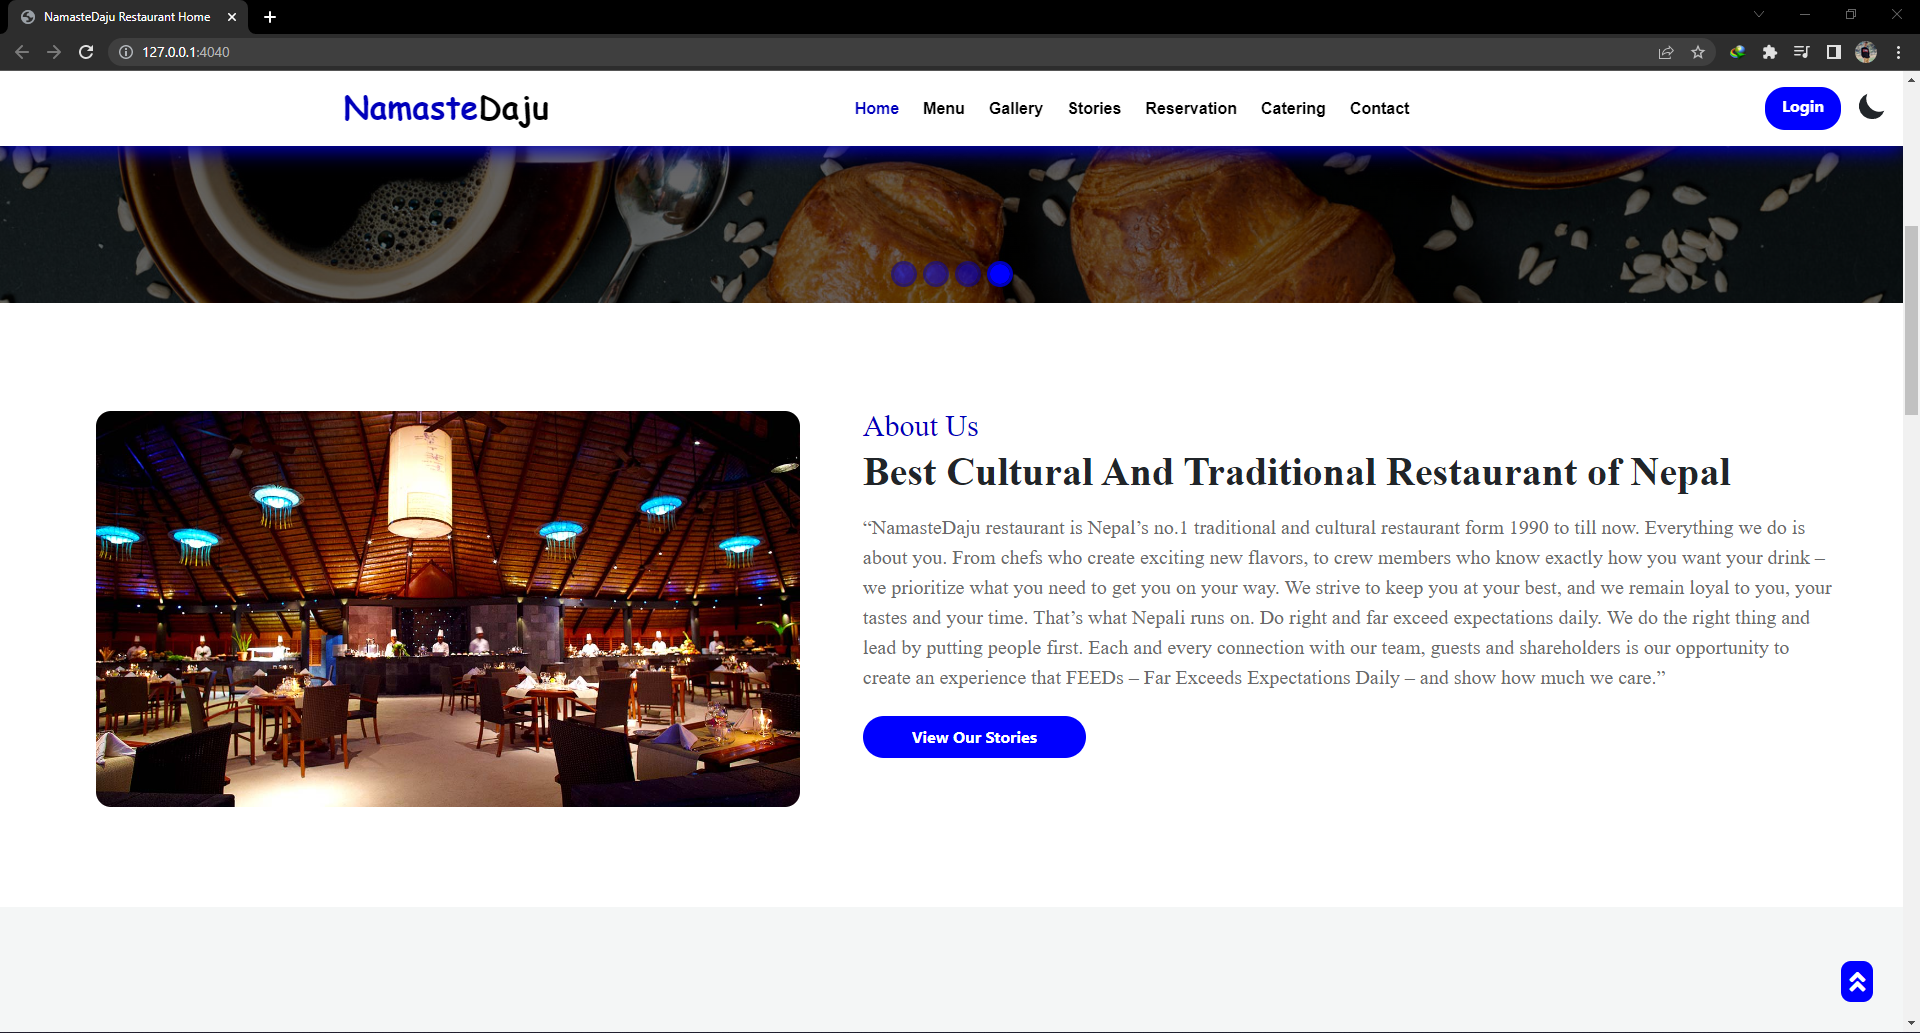 NamasteDaju Restaurant Home
127.0.0.1:4040
NamasteDaju
Home Menu Gallery Stories Reservation Catering Contact
Login
About Us
Best Cultural And Traditional Restaurant of Nepal
“NamasteDaju restaurant is Nepal’s no.1 traditional and cultural restaurant form 1990 to till now. Everything we do is
about you. From chefs who create exciting new flavors, to crew members who know exactly how you want your drink –
we prioritize what you need to get you on your way. We strive to keep you at your best, and we remain loyal to you, your
tastes and your time. That’s what Nepali runs on. Do right and far exceed expectations daily. We do the right thing and
lead by putting people first. Each and every connection with our team, guests and shareholders is our opportunity to
create an experience that FEEDs – Far Exceeds Expectations Daily – and show how much we care.”
View Our Stories